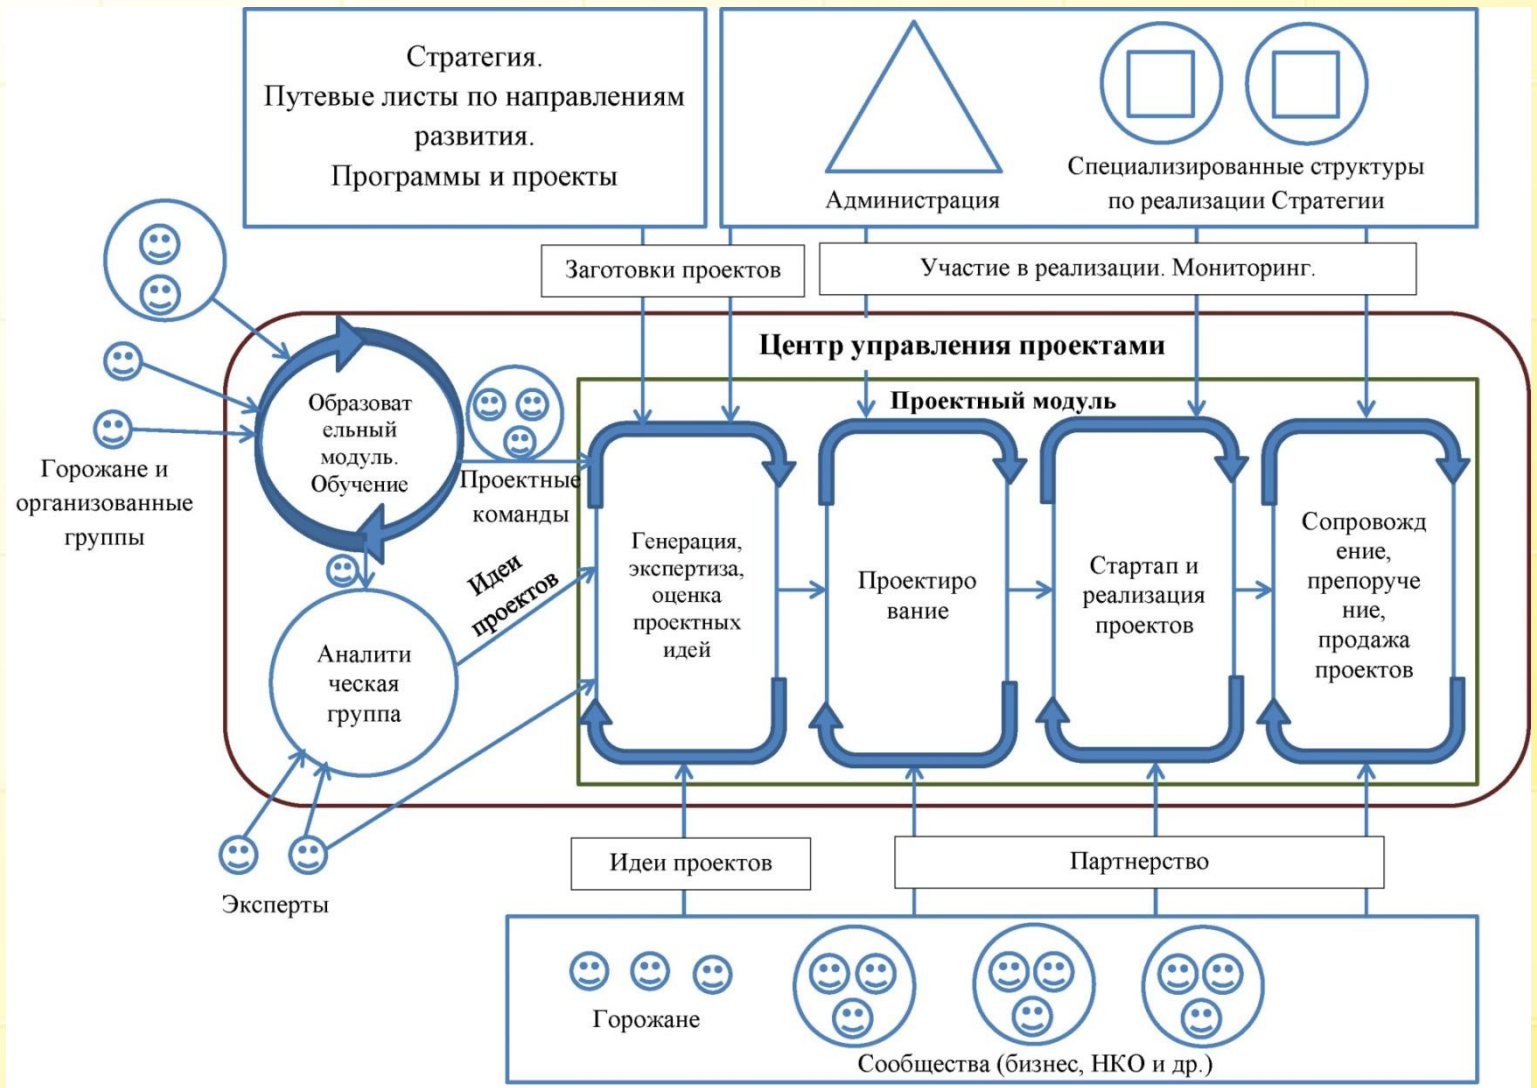 Стратегия.
Путевые листы по направлениям
развития.
Программы и проекты
Администрация
Специализированные структуры
по реализации Стратегии
Заготовки проектов
Участие в реализации. Мониторинг.
Центр управления проектами
Проектный модуль
Образоват
ельный
модуль.
Обучение
Горожане и
организованные
группы
Проектные
команды
Идеи
проектов
Аналити
ческая
группа
Генерация,
экспертиза,
оценка
проектных
идей
Проектиро
вание
Стартап и
реализация
проектов
Сопровожд
ение,
препоруче
ние,
продажа
проектов
Эксперты
Идеи проектов
Партнерство
Горожане
Сообщества (бизнес, НКО и др.)